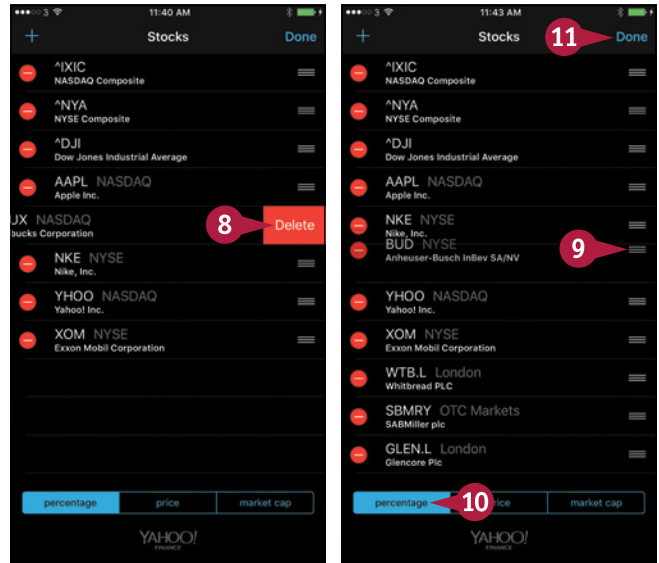 3 11:40 AM
+ Stocks Done
^IXIC
NASDAQ Composite
^NYA
NYSE Composite
^DJI
Dow Jones Industrial Average
AAPL NASDAQ
Apple Inc.
UX NASDAQ
bucks Corporation
8 Delete
NKE NYSE
Nike, Inc.
YHOO NASDAQ
Yahoo! Inc.
XOM NYSE
Exxon Mobil Corporation
percentage price market cap
YAHOO!
FINANCE
3 11:43 AM
+ Stocks 11 Done
^IXIC
NASDAQ Composite
^NYA
NYSE Composite
^DJI
Dow Jones Industrial Average
AAPL NASDAQ
Apple Inc.
NKE NYSE
Nike, Inc.
BUD NYSE
Anheuser-Busch InBev SA/NV
9
YHOO NASDAQ
Yahoo! Inc.
XOM NYSE
Exxon Mobil Corporation
WTB.L London
Whitbread PLC
SBMRY OTC Markets
SABMiller plc
GLEN.L London
Glencore Plc
percentage 10 rice market cap
YAHOO!
FINANCE